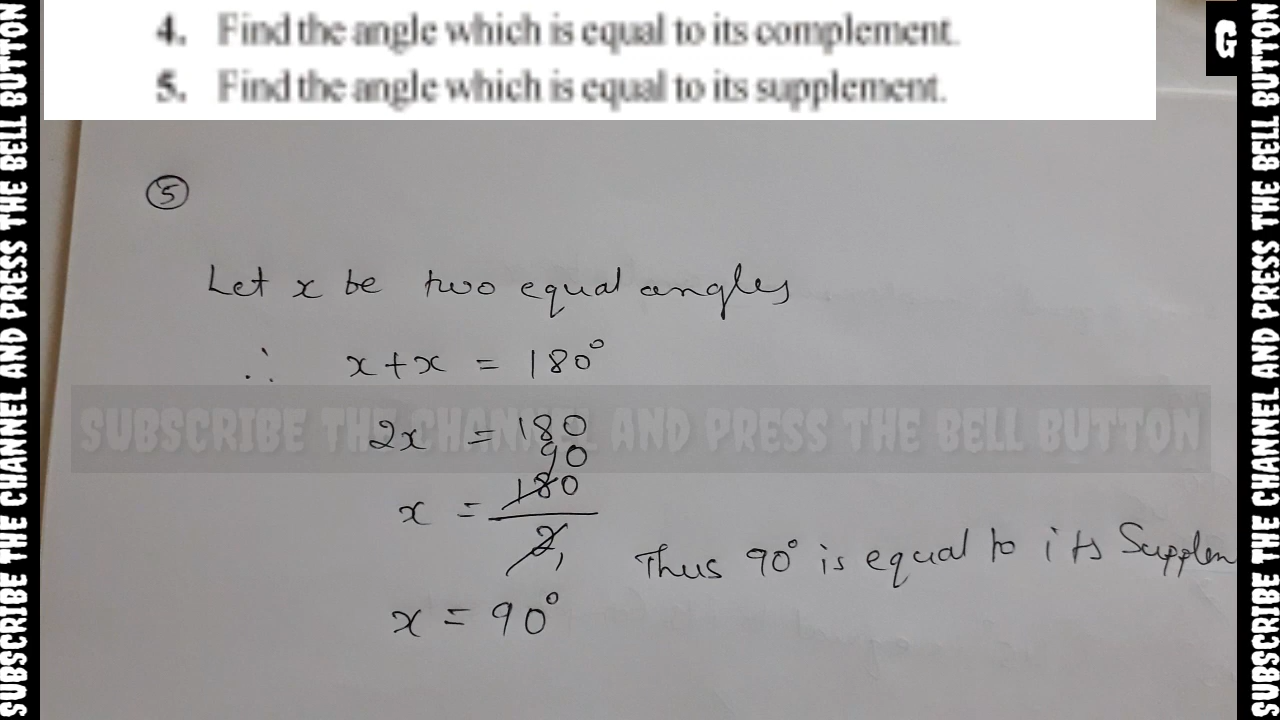 4. Find the angle which is equal to its complement.
5. Find the angle which is equal to its supplement.
G
SUBSCRIBE THE CHANNEL AND PRESS THE BELL BUTTON
5
Let x be two equal angles
∴ x + x = 180°
SUBSCRIBE THE CHANNEL AND PRESS THE BELL BUTTON
2x = 180
90
x = 180
2 1
Thus 90° is equal to its Supplem
x = 90°
SUBSCRIBE THE CHANNEL AND PRESS THE BELL BUTTON